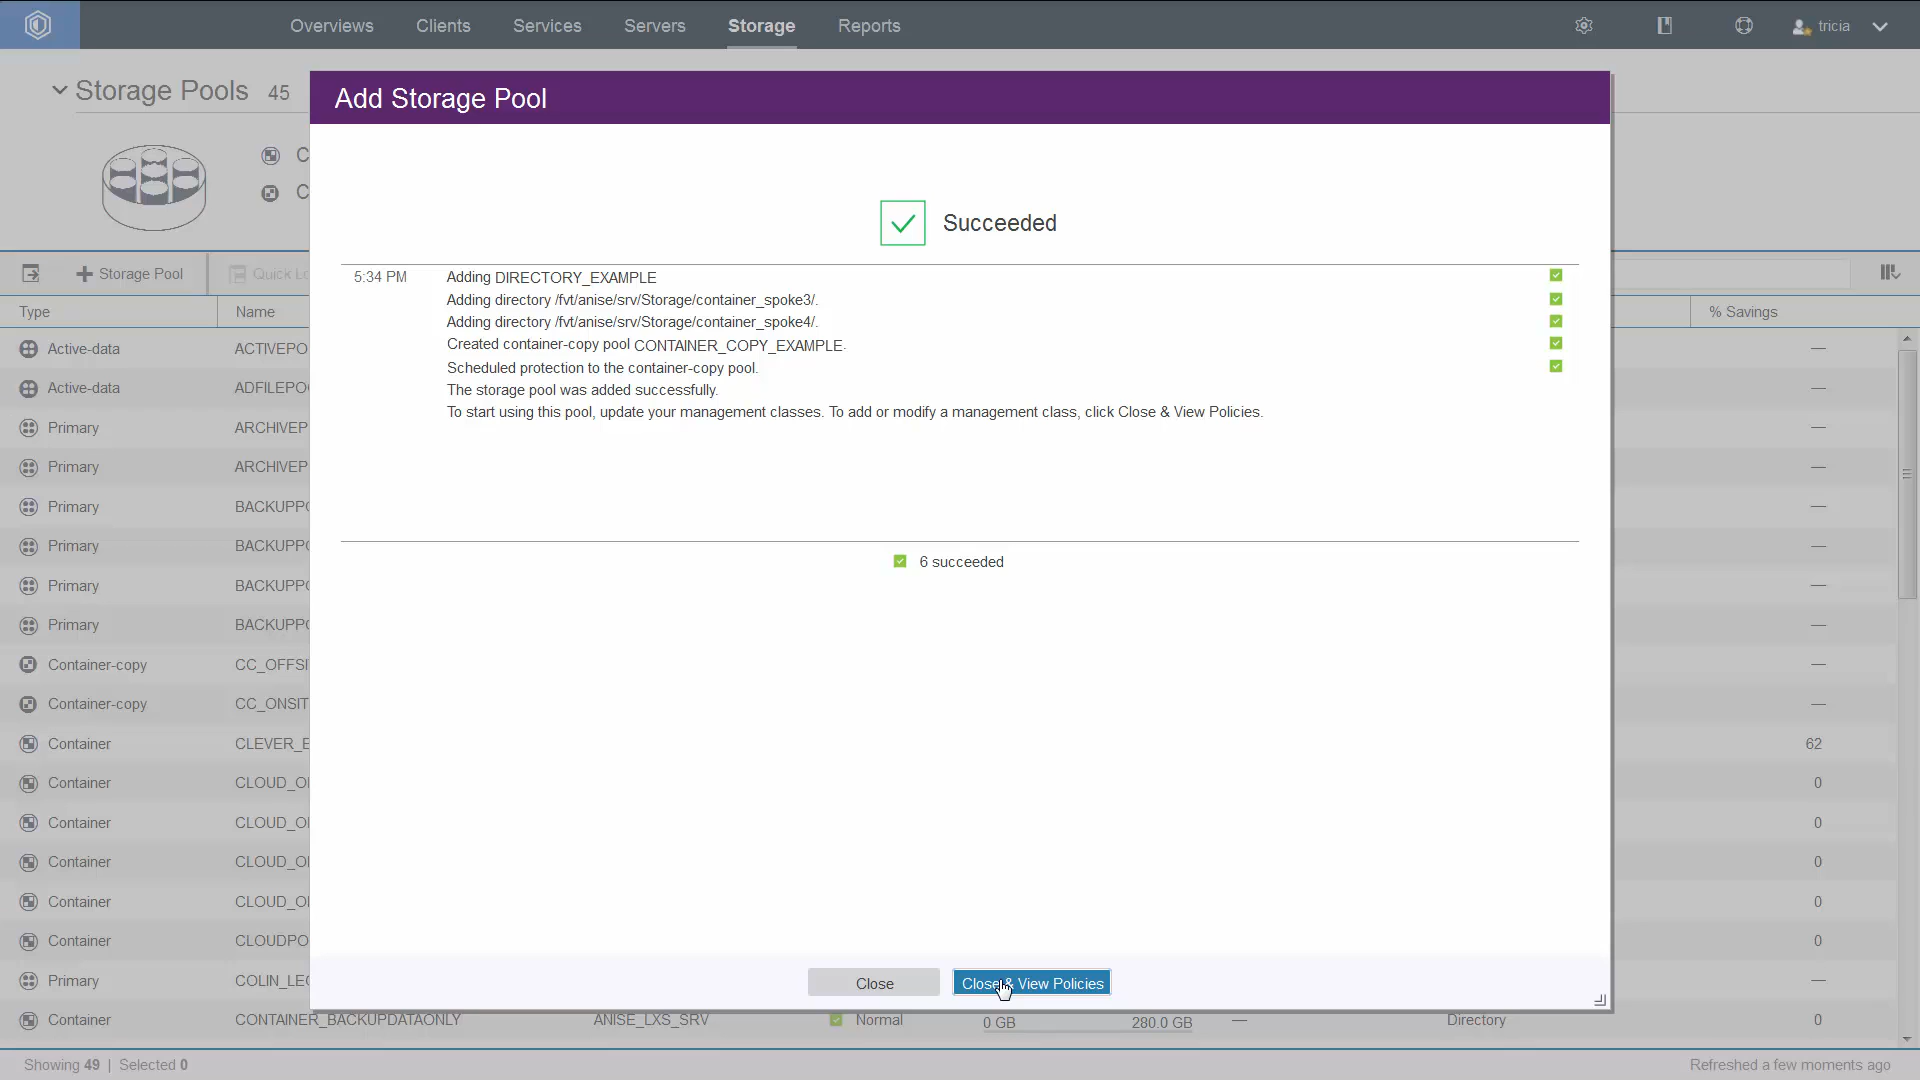 Overviews Clients Services Servers Storage Reports tricia
Storage Pools 45
Add Storage Pool
C
C
Succeeded
Storage Pool Quick Lo
5:34 PM Adding DIRECTORY_EXAMPLE
Adding directory /fvt/anise/srv/Storage/container_spoke3/.
Adding directory /fvt/anise/srv/Storage/container_spoke4/.
Created container-copy pool CONTAINER_COPY_EXAMPLE.
Scheduled protection to the container-copy pool.
The storage pool was added successfully.
To start using this pool, update your management classes. To add or modify a management class, click Close & View Policies.
6 succeeded
Close Close & View Policies
Type Name % Savings
Active-data ACTIVEPO —
Active-data ADFILEPO —
Primary ARCHIVEP —
Primary ARCHIVEP —
Primary BACKUPP —
Primary BACKUPP —
Primary BACKUPP —
Primary BACKUPP —
Container-copy CC_OFFSI —
Container-copy CC_ONSIT —
Container CLEVER_E 62
Container CLOUD_O 0
Container CLOUD_O 0
Container CLOUD_O 0
Container CLOUD_O 0
Container CLOUDPO 0
Primary COLIN_LE —
Container CONTAINER_BACKUPDATAONLY ANISE_LXS_SRV Normal 0 GB 280.0 GB — Directory 0
Showing 49 | Selected 0 Refreshed a few moments ago